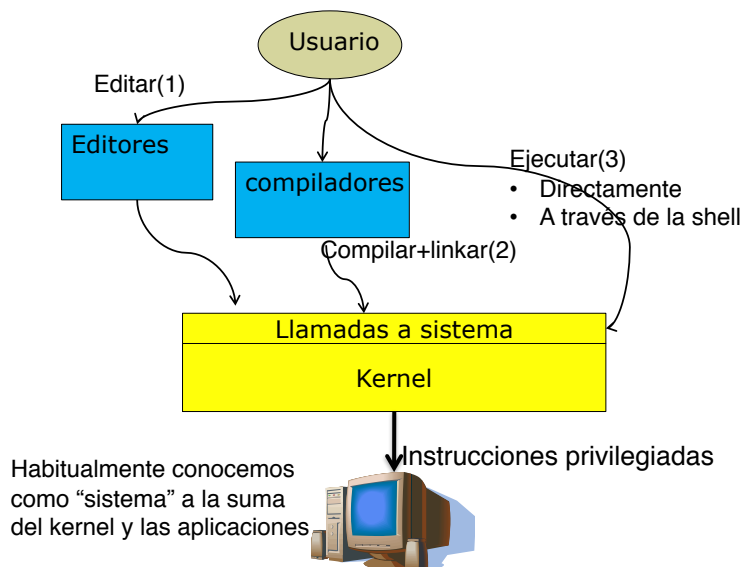 Usuario
Editar(1)
Editores
compiladores
Ejecutar(3)
• Directamente
• A través de la shell
Compilar+linkar(2)
Llamadas a sistema
Kernel
Instrucciones privilegiadas
Habitualmente conocemos
como “sistema” a la suma
del kernel y las aplicaciones